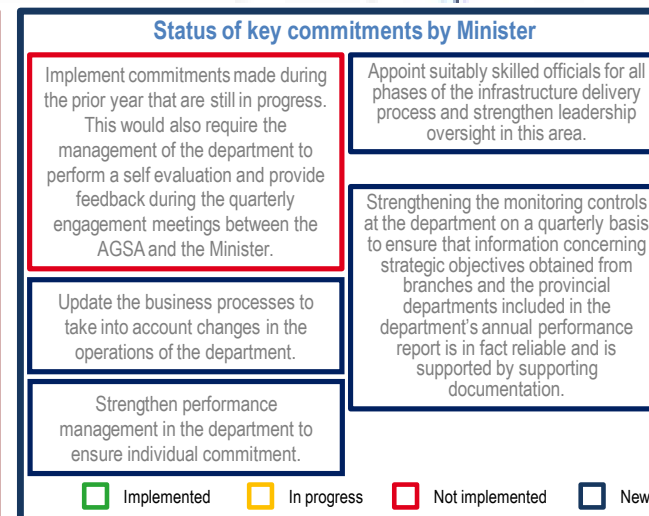 Status of key commitments by Minister
Implement commitments made during
the prior year that are still in progress.
This would also require the
management of the department to
perform a self evaluation and provide
feedback during the quarterly
engagement meetings between the
AGSA and the Minister.
Update the business processes to
take into account changes in the
operations of the department.
Strengthen performance
management in the department to
ensure individual commitment.
Appoint suitably skilled officials for all
phases of the infrastructure delivery
process and strengthen leadership
oversight in this area.
Strengthening the monitoring controls
at the department on a quarterly basis
to ensure that information concerning
strategic objectives obtained from
branches and the provincial
departments included in the
department's annual performance
report is in fact reliable and is
supported by supporting
documentation.
Implemented In progress Not implemented New